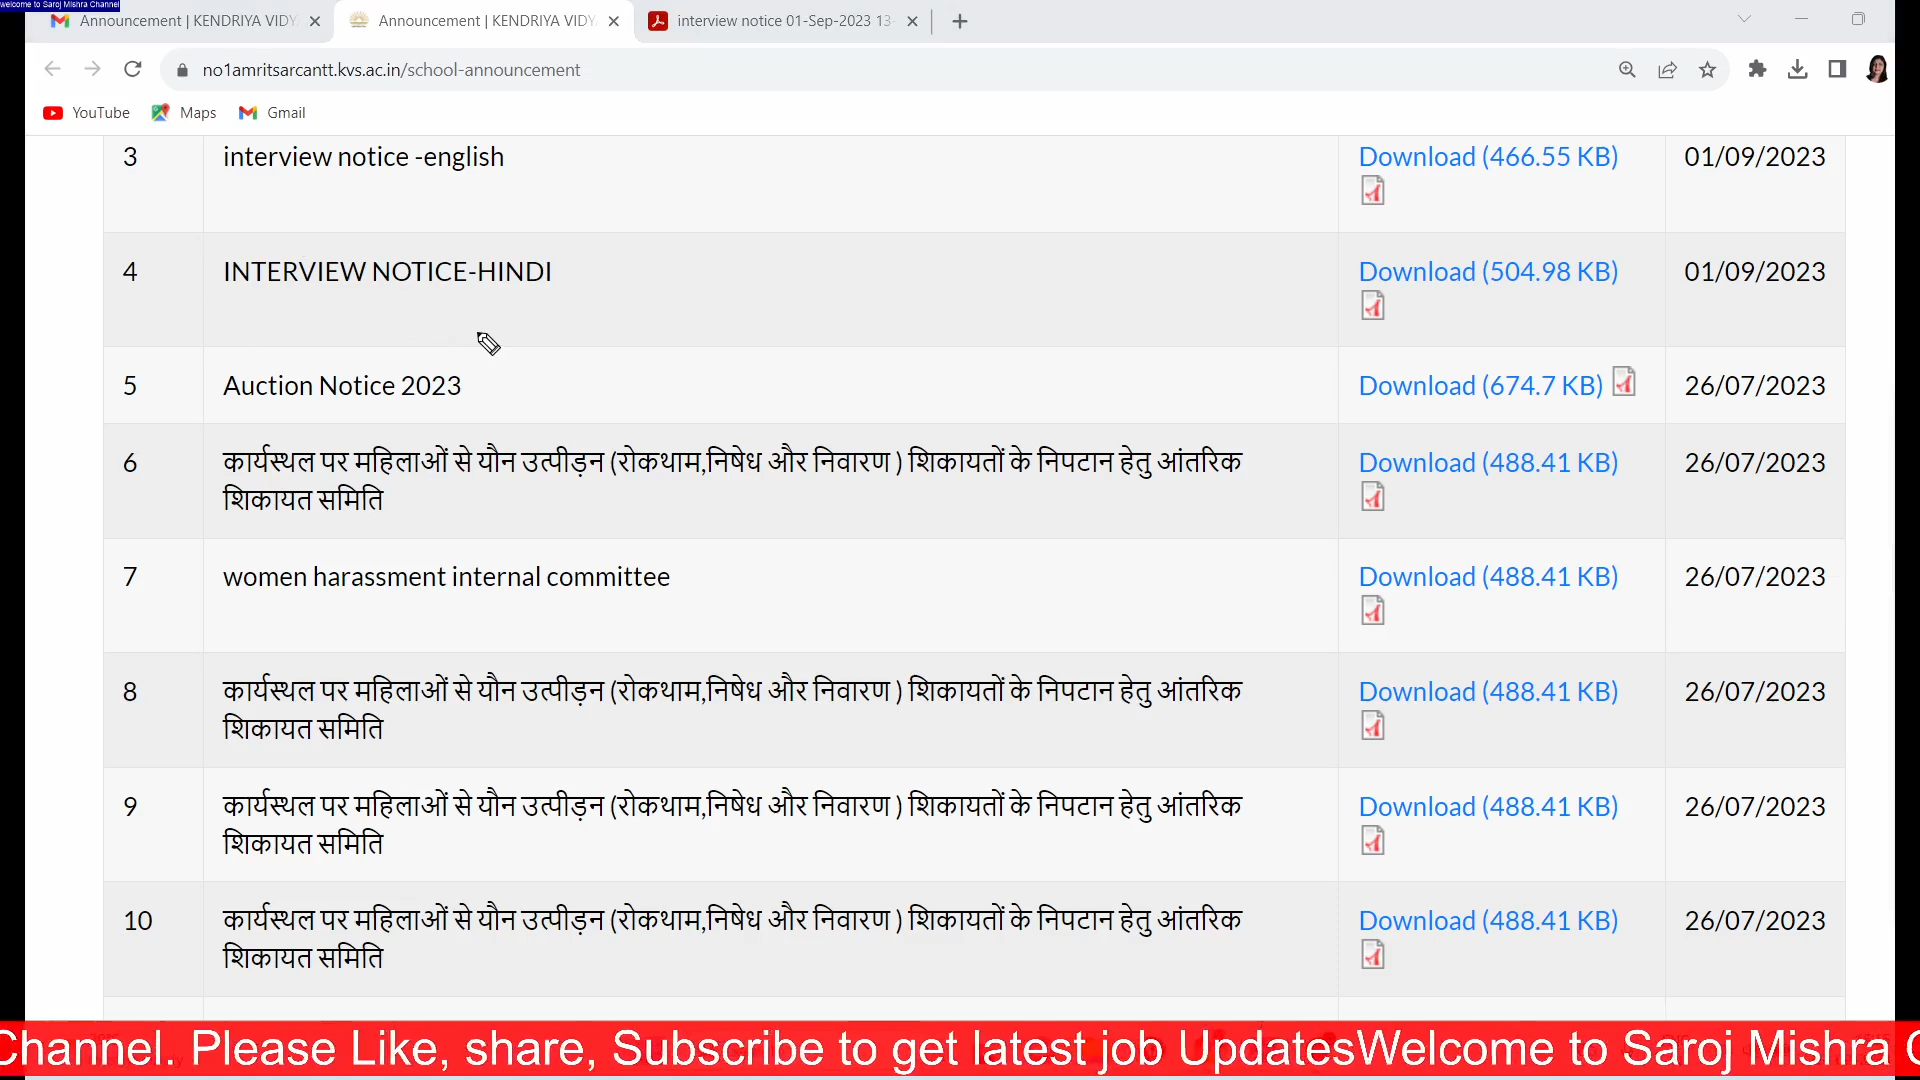 welcome to Saroj Mishra Channel
Announcement | KENDRIYA VIDY
Announcement | KENDRIYA VIDY
interview notice 01-Sep-2023 13-
no1amritsarcantt.kvs.ac.in/school-announcement
YouTube Maps Gmail
3 interview notice -english Download (466.55 KB) 01/09/2023
4 INTERVIEW NOTICE-HINDI Download (504.98 KB) 01/09/2023
5 Auction Notice 2023 Download (674.7 KB) 26/07/2023
6 कार्यस्थल पर महिलाओं से यौन उत्पीड़न (रोकथाम,निषेध और निवारण ) शिकायतों के निपटान हेतु आंतरिक Download (488.41 KB) 26/07/2023
शिकायत समिति
7 women harassment internal committee Download (488.41 KB) 26/07/2023
8 कार्यस्थल पर महिलाओं से यौन उत्पीड़न (रोकथाम,निषेध और निवारण ) शिकायतों के निपटान हेतु आंतरिक Download (488.41 KB) 26/07/2023
शिकायत समिति
9 कार्यस्थल पर महिलाओं से यौन उत्पीड़न (रोकथाम,निषेध और निवारण ) शिकायतों के निपटान हेतु आंतरिक Download (488.41 KB) 26/07/2023
शिकायत समिति
10 कार्यस्थल पर महिलाओं से यौन उत्पीड़न (रोकथाम,निषेध और निवारण ) शिकायतों के निपटान हेतु आंतरिक Download (488.41 KB) 26/07/2023
शिकायत समिति
Channel. Please Like, share, Subscribe to get latest job UpdatesWelcome to Saroj Mishra C